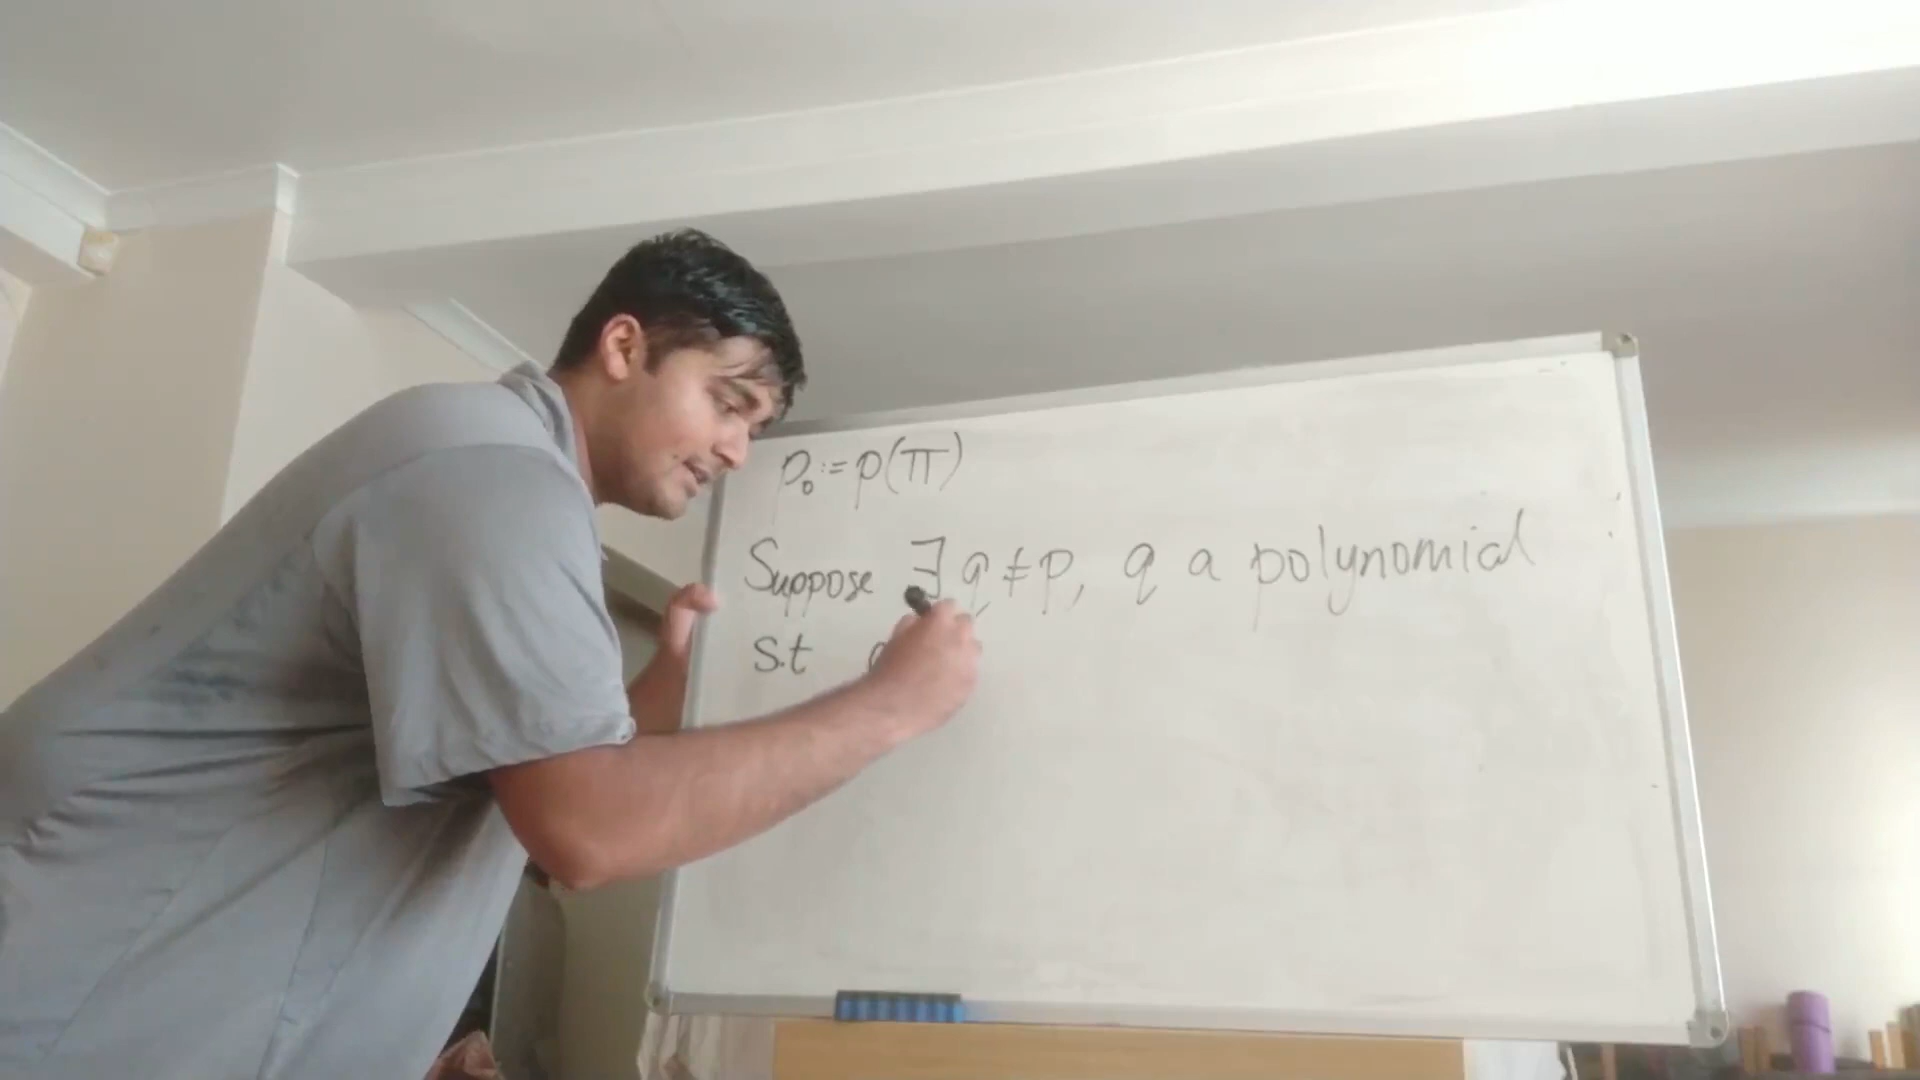 p₀ := p(π)
Suppose ∃ q ≠ p, q a polynomial
s.t